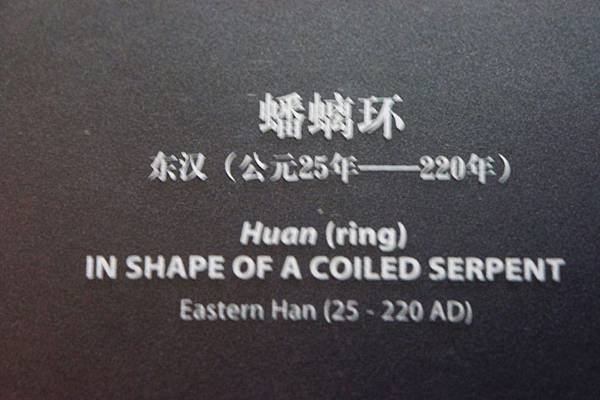 蟠螭环
东汉（公元25年——220年）
Huan (ring)
IN SHAPE OF A COILED SERPENT
Eastern Han (25 - 220 AD)